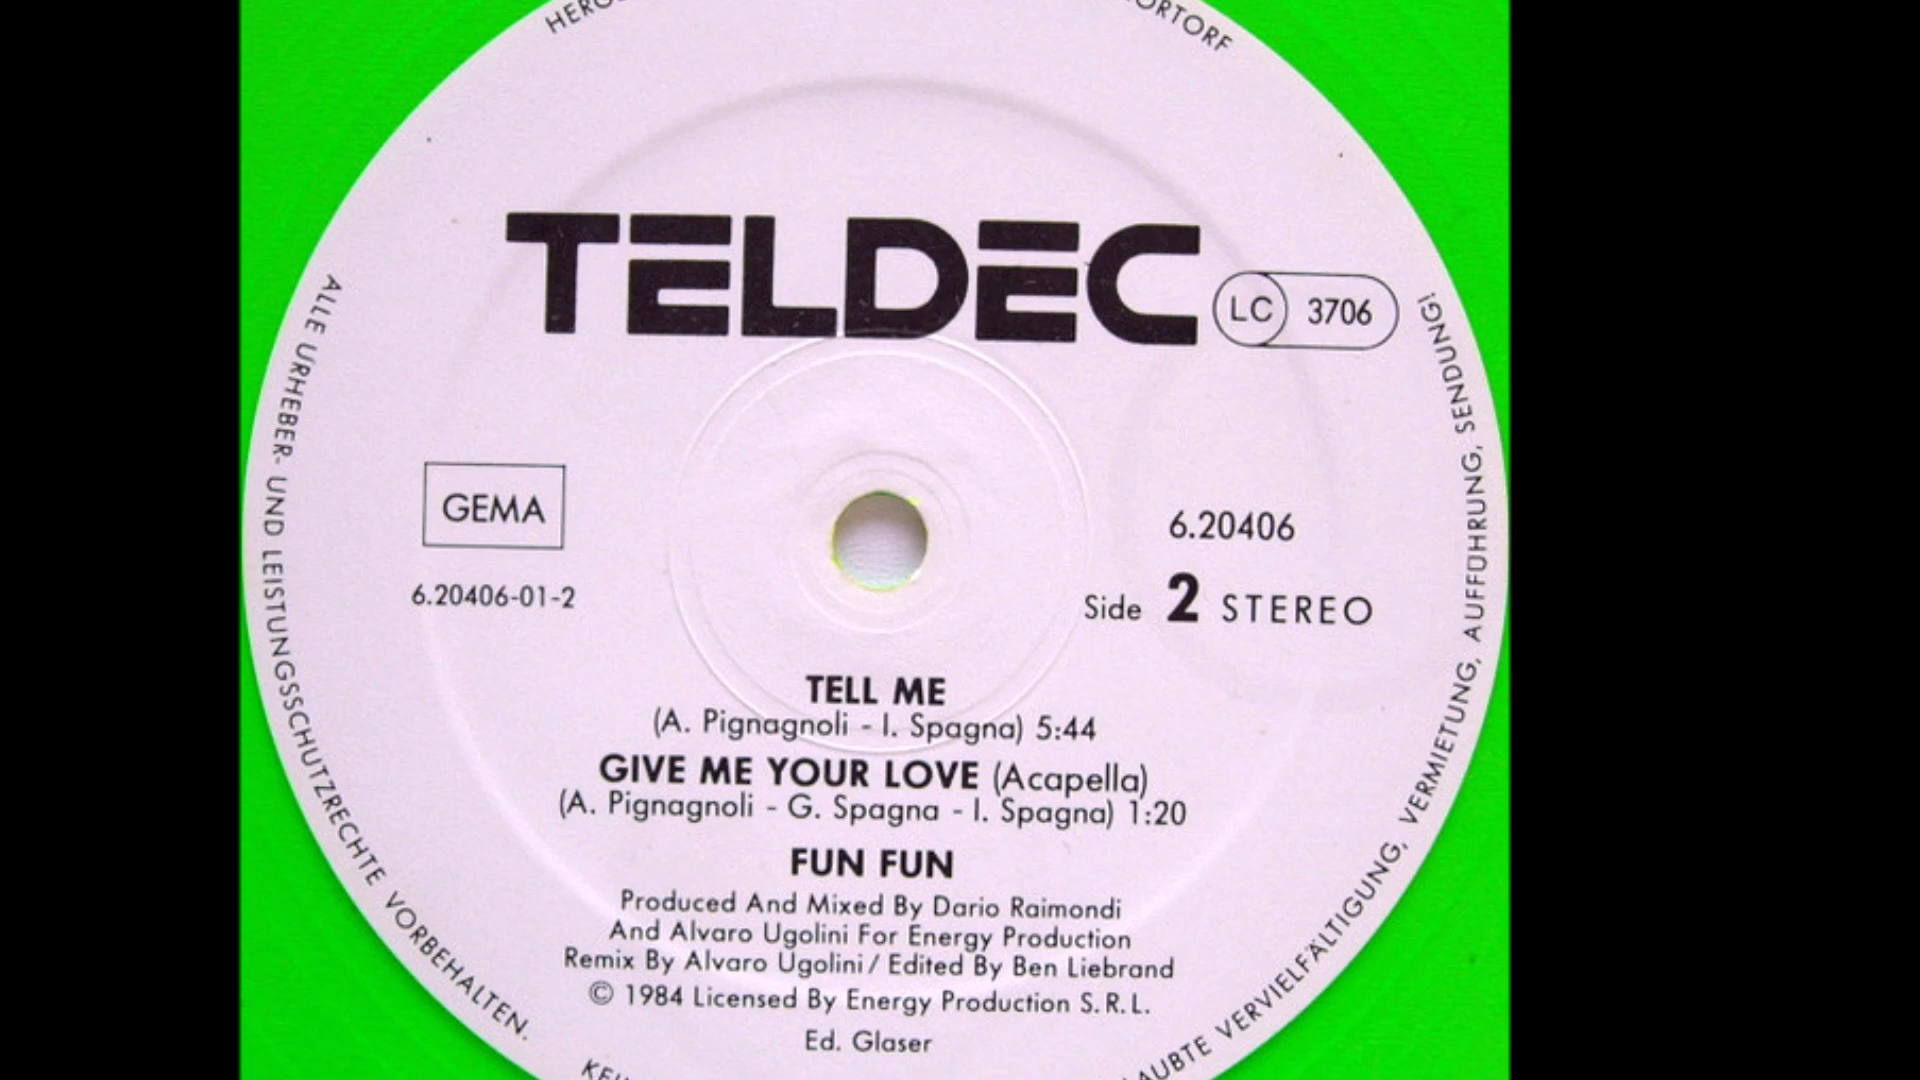 TELDEC
LC 3706
GEMA
6.20406
6.20406-01-2
Side 2 STEREO
TELL ME
(A. Pignagnoli - I. Spagna) 5:44
GIVE ME YOUR LOVE (Acapella)
(A. Pignagnoli - G. Spagna - I. Spagna) 1:20
FUN FUN
Produced And Mixed By Dario Raimondi
And Alvaro Ugolini For Energy Production
Remix By Alvaro Ugolini / Edited By Ben Liebrand
© 1984 Licensed By Energy Production S.R.L.
Ed. Glaser
ALLE URHEBER- UND LEISTUNGSSCHUTZRECHTE VORBEHALTEN.
VERVIELFÄLTIGUNG, VERMIETUNG, AUFFÜHRUNG, SENDUNG!